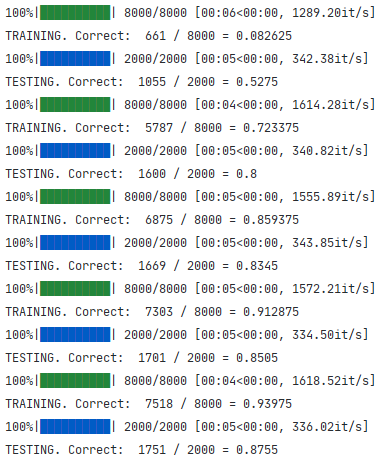 100%|██████████| 8000/8000 [00:06<00:00, 1289.20it/s]
TRAINING. Correct:  661 / 8000 = 0.082625
100%|██████████| 2000/2000 [00:05<00:00, 342.38it/s]
TESTING. Correct:  1055 / 2000 = 0.5275
100%|██████████| 8000/8000 [00:04<00:00, 1614.28it/s]
TRAINING. Correct:  5787 / 8000 = 0.723375
100%|██████████| 2000/2000 [00:05<00:00, 340.82it/s]
TESTING. Correct:  1600 / 2000 = 0.8
100%|██████████| 8000/8000 [00:05<00:00, 1555.89it/s]
TRAINING. Correct:  6875 / 8000 = 0.859375
100%|██████████| 2000/2000 [00:05<00:00, 343.85it/s]
TESTING. Correct:  1669 / 2000 = 0.8345
100%|██████████| 8000/8000 [00:05<00:00, 1572.21it/s]
TRAINING. Correct:  7303 / 8000 = 0.912875
100%|██████████| 2000/2000 [00:05<00:00, 334.50it/s]
TESTING. Correct:  1701 / 2000 = 0.8505
100%|██████████| 8000/8000 [00:04<00:00, 1618.52it/s]
TRAINING. Correct:  7518 / 8000 = 0.93975
100%|██████████| 2000/2000 [00:05<00:00, 336.02it/s]
TESTING. Correct:  1751 / 2000 = 0.8755